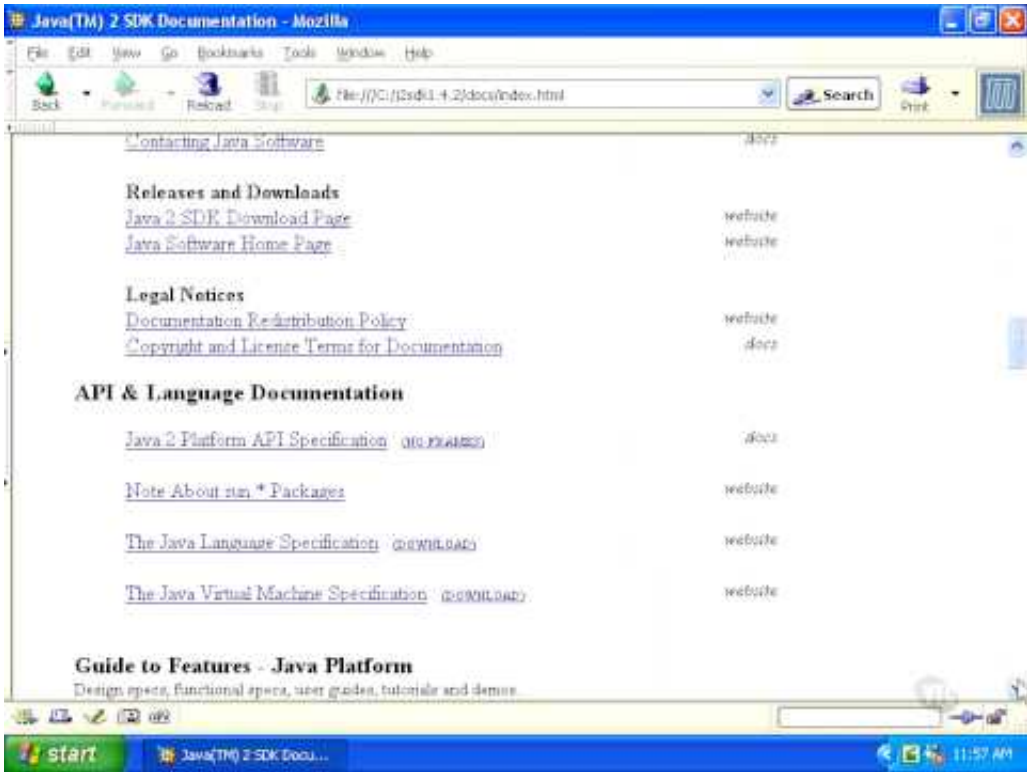 Java(TM) 2 SDK Documentation - Mozilla
File Edit View Go Bookmarks Tools Window Help
Back Forward Reload Stop file:///C:/j2sdk1.4.2/docs/index.html Search Print
Contacting Java Software docs
Releases and Downloads
Java 2 SDK Download Page website
Java Software Home Page website
Legal Notices
Documentation Redistribution Policy website
Copyright and License Terms for Documentation docs
API & Language Documentation
Java 2 Platform API Specification (NO FRAMES) docs
Note About sun.* Packages website
The Java Language Specification (DOWNLOAD) website
The Java Virtual Machine Specification (DOWNLOAD) website
Guide to Features - Java Platform
Design specs, functional specs, user guides, tutorials and demos.
start Java(TM) 2 SDK Docu... 11:57 AM